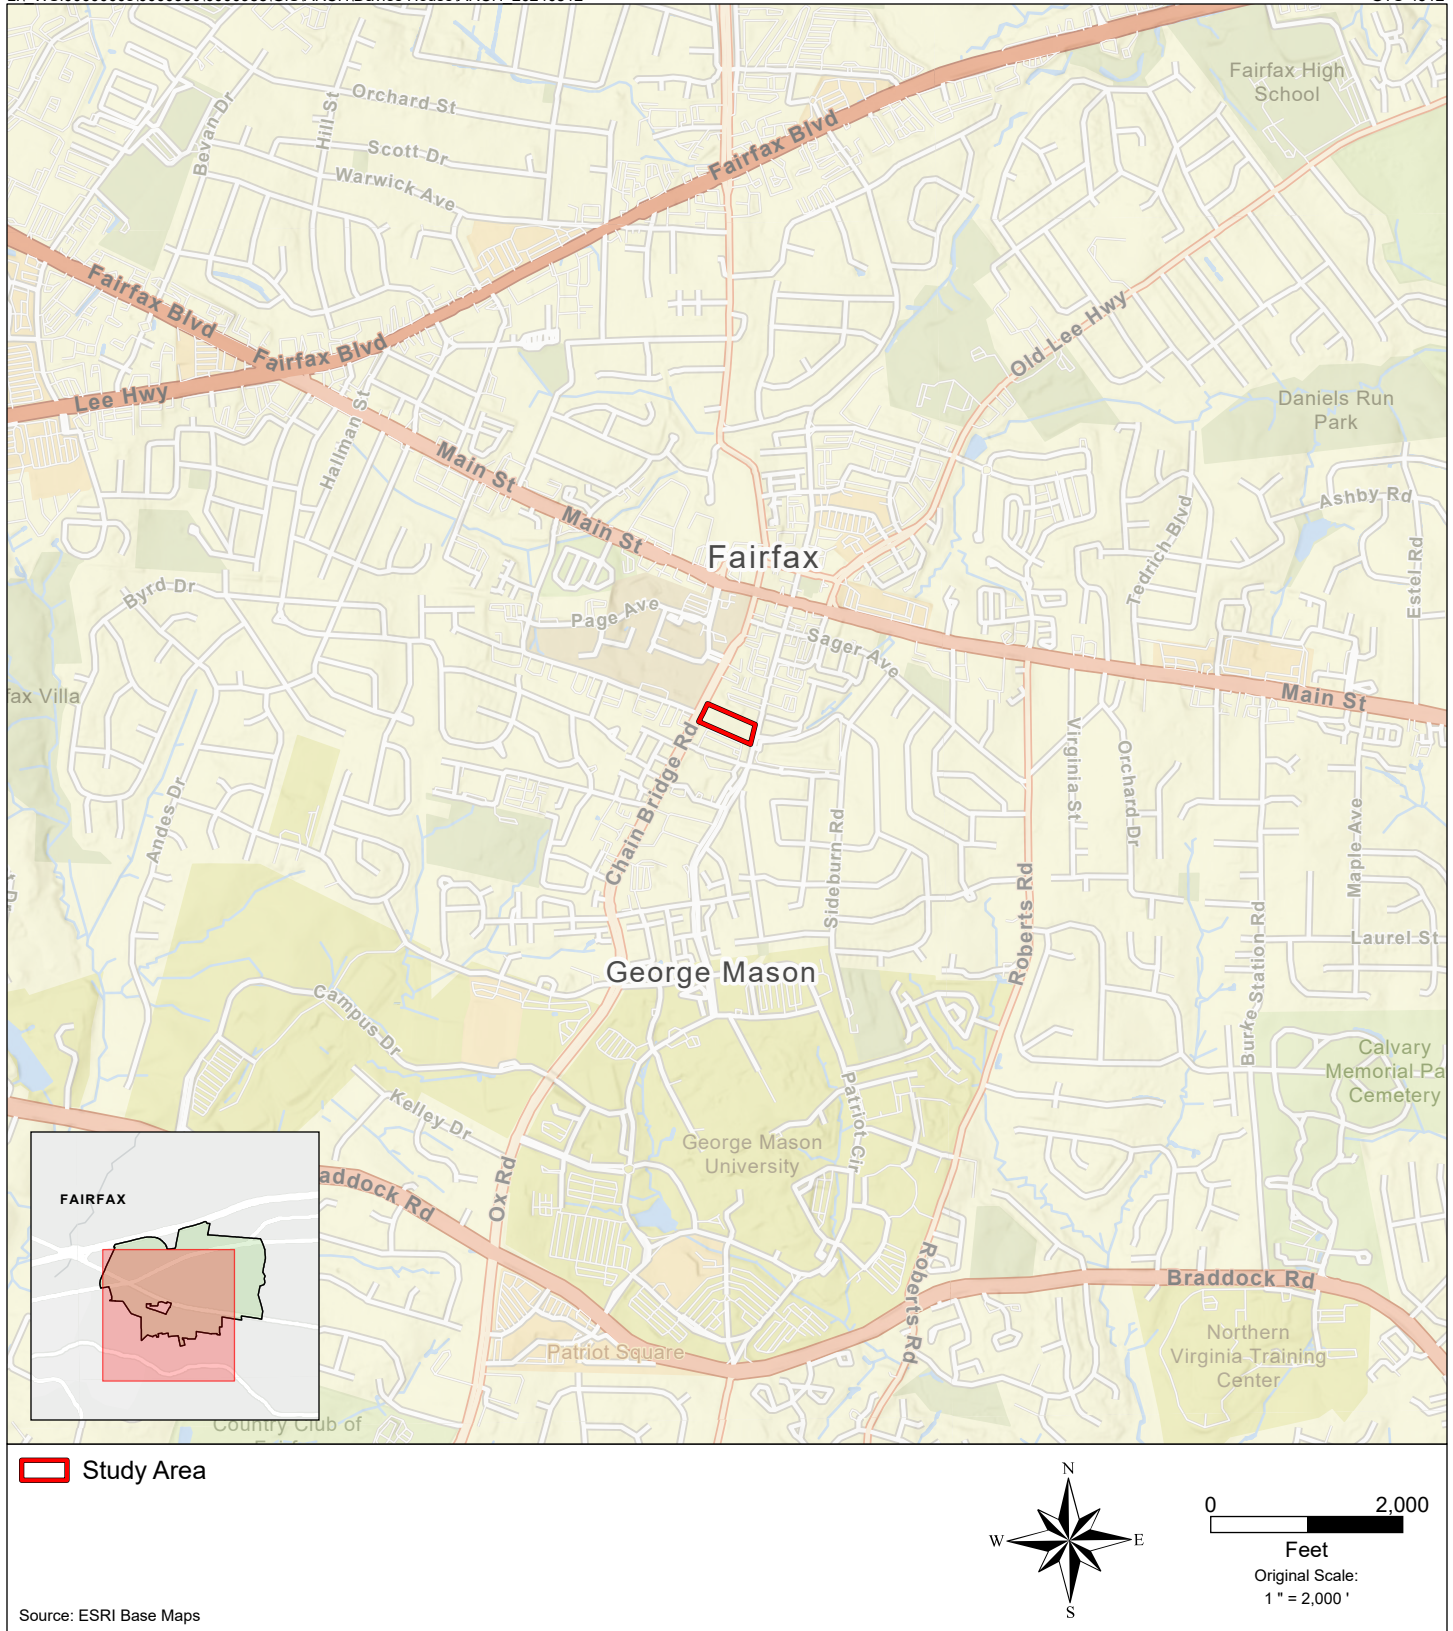 Fairfax High
School
Orchard St
Bevan Dr
Hill St
Scott Dr
Warwick Ave
Fairfax Blvd
Fairfax Blvd
Fairfax Blvd
Lee Hwy
Old Lee Hwy
Hallman St
Daniels Run
Park
Main St
Main St
Ashby Rd
Tedrich Blvd
Estel Rd
Fairfax
Byrd Dr
Page Ave
Sager Ave
fax Villa
Main St
Chain Bridge Rd
Virginia St
Orchard Dr
Andes Dr
Sideburn Rd
Maple Ave
Roberts Rd
Burke Station Rd
Laurel St
George Mason
Campus Dr
Calvary
Memorial Pa
Cemetery
Kelley Dr
Patriot Cir
George Mason
University
Ox Rd
addock Rd
FAIRFAX
Roberts Rd
Braddock Rd
Patriot Square
Northern
Virginia Training
Center
Country Club of
Study Area
N
W
E
S
0 2,000
Feet
Original Scale:
1 " = 2,000 '
Source: ESRI Base Maps